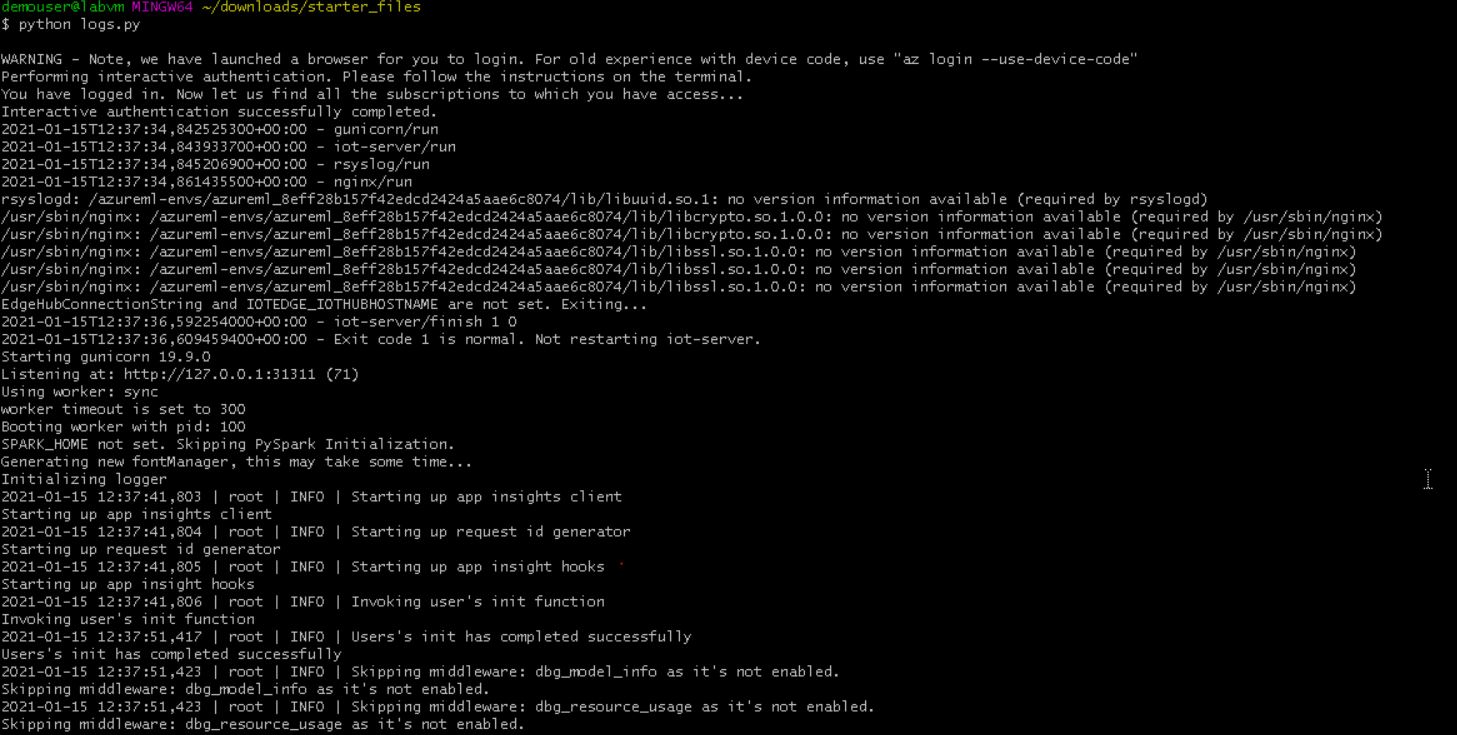 demouser@labvm MINGW64 ~/downloads/starter_files
$ python logs.py
WARNING - Note, we have launched a browser for you to login. For old experience with device code, use "az login --use-device-code"
Performing interactive authentication. Please follow the instructions on the terminal.
You have logged in. Now let us find all the subscriptions to which you have access...
Interactive authentication successfully completed.
2021-01-15T12:37:34,842525300+00:00 - gunicorn/run
2021-01-15T12:37:34,843933700+00:00 - iot-server/run
2021-01-15T12:37:34,845206900+00:00 - rsyslog/run
2021-01-15T12:37:34,861435500+00:00 - nginx/run
rsyslogd: /azureml-envs/azureml_8eff28b157f42edcd2424a5aae6c8074/lib/libuuid.so.1: no version information available (required by rsyslogd)
/usr/sbin/nginx: /azureml-envs/azureml_8eff28b157f42edcd2424a5aae6c8074/lib/libcrypto.so.1.0.0: no version information available (required by /usr/sbin/nginx)
/usr/sbin/nginx: /azureml-envs/azureml_8eff28b157f42edcd2424a5aae6c8074/lib/libcrypto.so.1.0.0: no version information available (required by /usr/sbin/nginx)
/usr/sbin/nginx: /azureml-envs/azureml_8eff28b157f42edcd2424a5aae6c8074/lib/libssl.so.1.0.0: no version information available (required by /usr/sbin/nginx)
/usr/sbin/nginx: /azureml-envs/azureml_8eff28b157f42edcd2424a5aae6c8074/lib/libssl.so.1.0.0: no version information available (required by /usr/sbin/nginx)
/usr/sbin/nginx: /azureml-envs/azureml_8eff28b157f42edcd2424a5aae6c8074/lib/libssl.so.1.0.0: no version information available (required by /usr/sbin/nginx)
EdgeHubConnectionString and IOTEDGE_IOTHUBHOSTNAME are not set. Exiting...
2021-01-15T12:37:36,592254000+00:00 - iot-server/finish 1 0
2021-01-15T12:37:36,609459400+00:00 - Exit code 1 is normal. Not restarting iot-server.
Starting gunicorn 19.9.0
Listening at: http://127.0.0.1:31311 (71)
Using worker: sync
worker timeout is set to 300
Booting worker with pid: 100
SPARK_HOME not set. Skipping PySpark Initialization.
Generating new fontManager, this may take some time...
Initializing logger
2021-01-15 12:37:41,803 | root | INFO | Starting up app insights client
Starting up app insights client
2021-01-15 12:37:41,804 | root | INFO | Starting up request id generator
Starting up request id generator
2021-01-15 12:37:41,805 | root | INFO | Starting up app insight hooks
Starting up app insight hooks
2021-01-15 12:37:41,806 | root | INFO | Invoking user's init function
Invoking user's init function
2021-01-15 12:37:51,417 | root | INFO | Users's init has completed successfully
Users's init has completed successfully
2021-01-15 12:37:51,423 | root | INFO | Skipping middleware: dbg_model_info as it's not enabled.
Skipping middleware: dbg_model_info as it's not enabled.
2021-01-15 12:37:51,423 | root | INFO | Skipping middleware: dbg_resource_usage as it's not enabled.
Skipping middleware: dbg_resource_usage as it's not enabled.